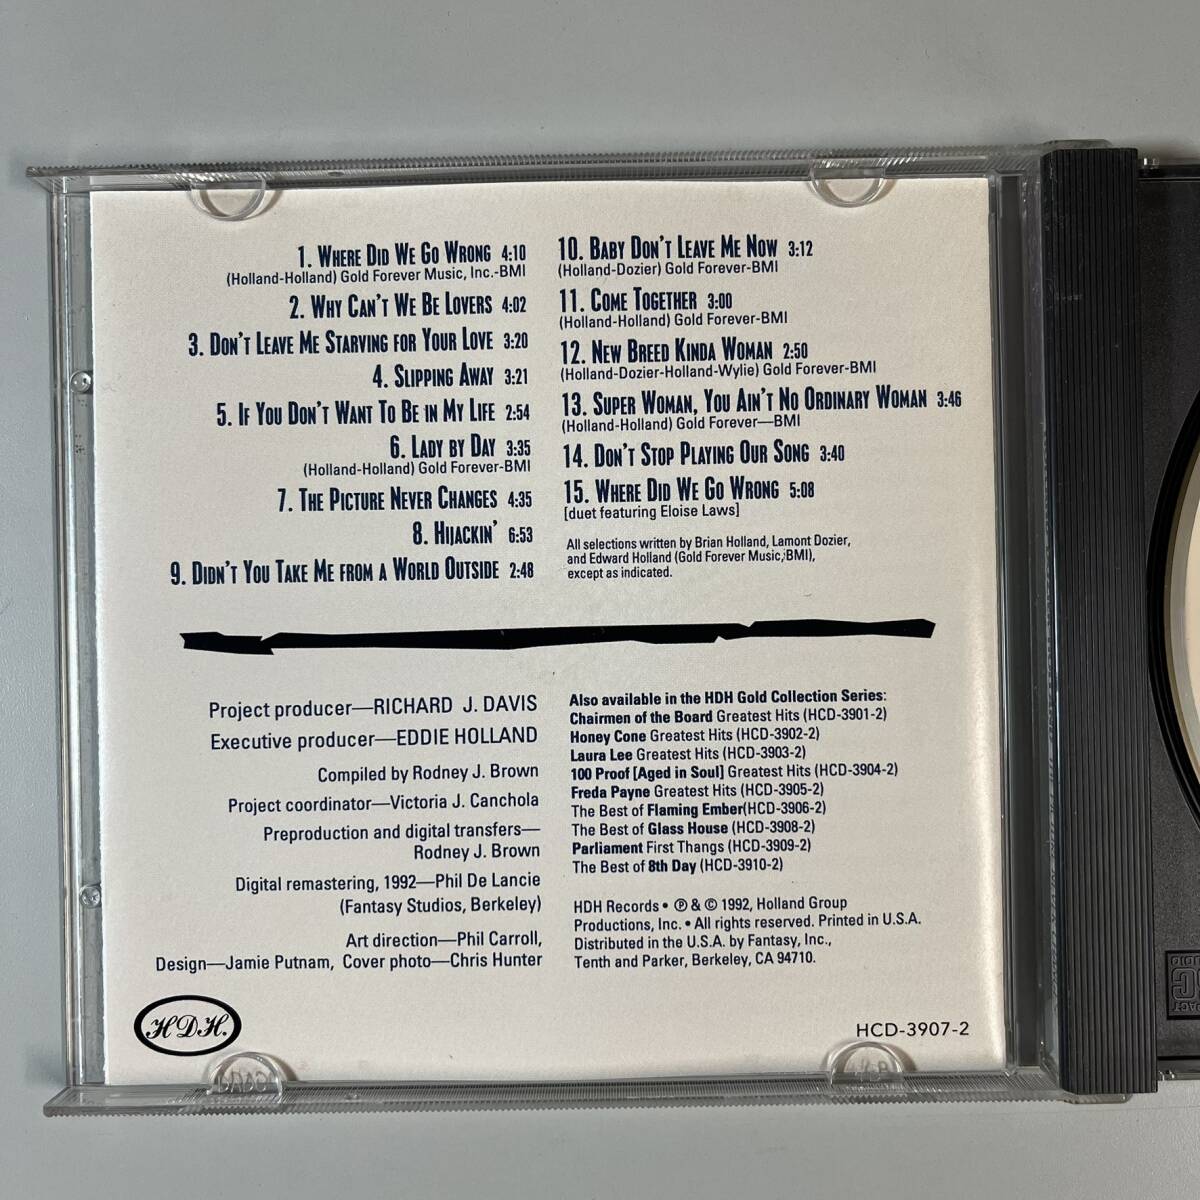 1. WHERE DID WE GO WRONG 4:10
(Holland-Holland) Gold Forever Music, Inc.-BMI
2. WHY CAN'T WE BE LOVERS 4:02
3. DON'T LEAVE ME STARVING FOR YOUR LOVE 3:20
4. SLIPPING AWAY 3:21
5. IF YOU DON'T WANT TO BE IN MY LIFE 2:54
6. LADY BY DAY 3:35
(Holland-Holland) Gold Forever-BMI
7. THE PICTURE NEVER CHANGES 4:35
8. HIJACKIN' 6:53
9. DIDN'T YOU TAKE ME FROM A WORLD OUTSIDE 2:48
10. BABY DON'T LEAVE ME NOW 3:12
(Holland-Dozier) Gold Forever-BMI
11. COME TOGETHER 3:00
(Holland-Holland) Gold Forever-BMI
12. NEW BREED KINDA WOMAN 2:50
(Holland-Dozier-Holland-Wylie) Gold Forever-BMI
13. SUPER WOMAN, YOU AIN'T NO ORDINARY WOMAN 3:46
(Holland-Holland) Gold Forever—BMI
14. DON'T STOP PLAYING OUR SONG 3:40
15. WHERE DID WE GO WRONG 5:08
[duet featuring Eloise Laws]
All selections written by Brian Holland, Lamont Dozier,
and Edward Holland (Gold Forever Music, BMI),
except as indicated.
Project producer—RICHARD J. DAVIS
Executive producer—EDDIE HOLLAND
Compiled by Rodney J. Brown
Project coordinator—Victoria J. Canchola
Preproduction and digital transfers—
Rodney J. Brown
Digital remastering, 1992—Phil De Lancie
(Fantasy Studios, Berkeley)
Art direction—Phil Carroll,
Design—Jamie Putnam, Cover photo—Chris Hunter
Also available in the HDH Gold Collection Series:
Chairmen of the Board Greatest Hits (HCD-3901-2)
Honey Cone Greatest Hits (HCD-3902-2)
Laura Lee Greatest Hits (HCD-3903-2)
100 Proof [Aged in Soul] Greatest Hits (HCD-3904-2)
Freda Payne Greatest Hits (HCD-3905-2)
The Best of Flaming Ember(HCD-3906-2)
The Best of Glass House (HCD-3908-2)
Parliament First Thangs (HCD-3909-2)
The Best of 8th Day (HCD-3910-2)
HDH Records • ℗ & © 1992, Holland Group
Productions, Inc. • All rights reserved. Printed in U.S.A.
Distributed in the U.S.A. by Fantasy, Inc.,
Tenth and Parker, Berkeley, CA 94710.
H.D.H.
HCD-3907-2